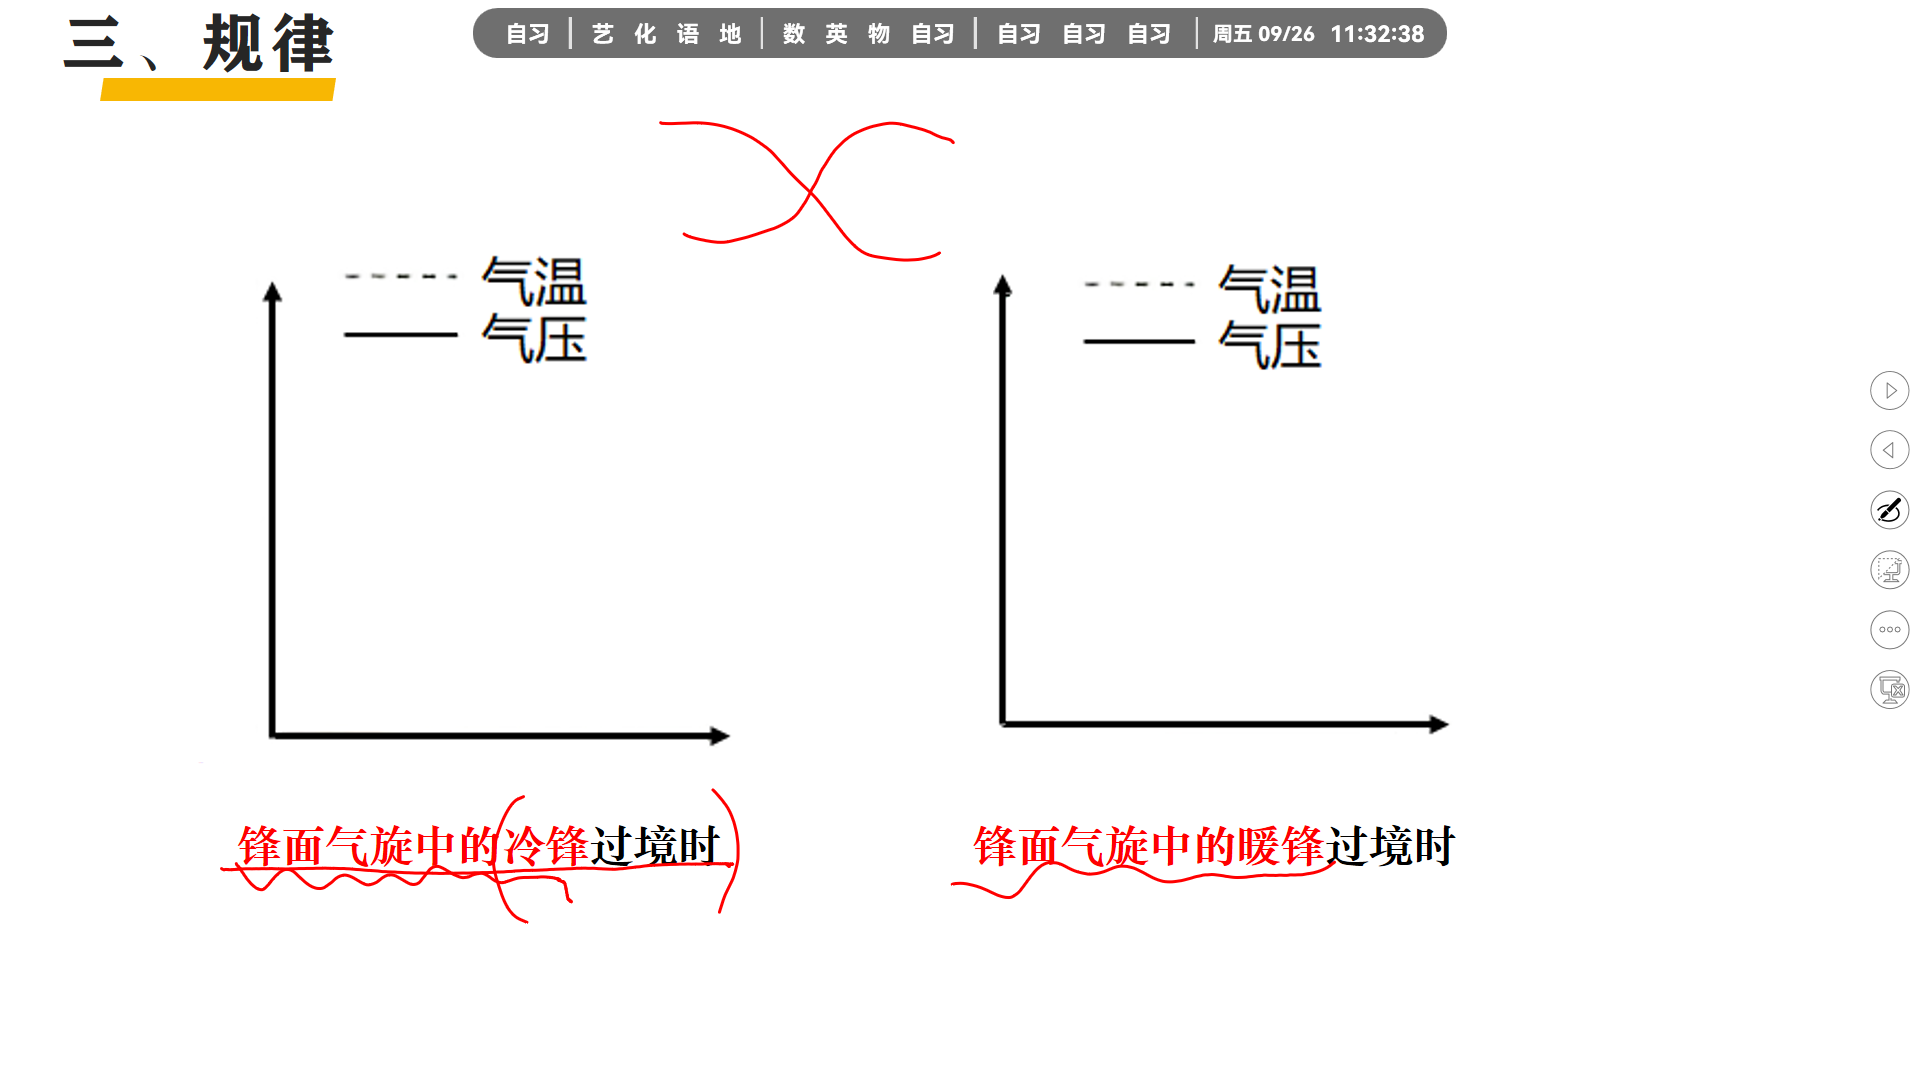 三、规律
自习 艺 化 语 地 数 英 物 自习 自习 自习 自习 周五 09/26 11:32:38
气温
气压
气温
气压
锋面气旋中的冷锋过境时
锋面气旋中的暖锋过境时